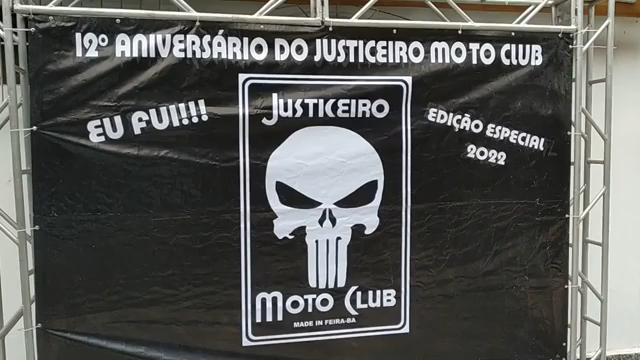 12º ANIVERSÁRIO DO JUSTICEIRO MOTO CLUB
EU FUI!!!
JUSTICEIRO
EDIÇÃO ESPECIAL
2022
MOTO CLUB
MADE IN FEIRA-BA